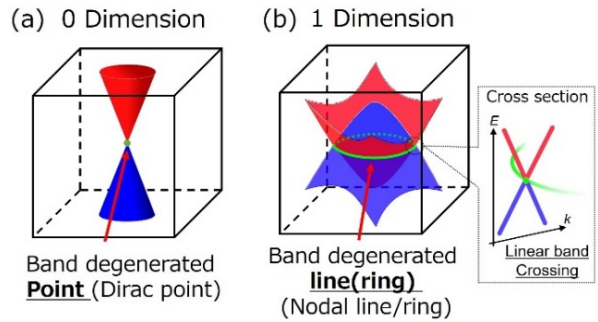 (a) 0 Dimension
Band degenerated
Point (Dirac point)
(b) 1 Dimension
Band degenerated
line(ring)
(Nodal line/ring)
Cross section
E
k
Linear band
Crossing